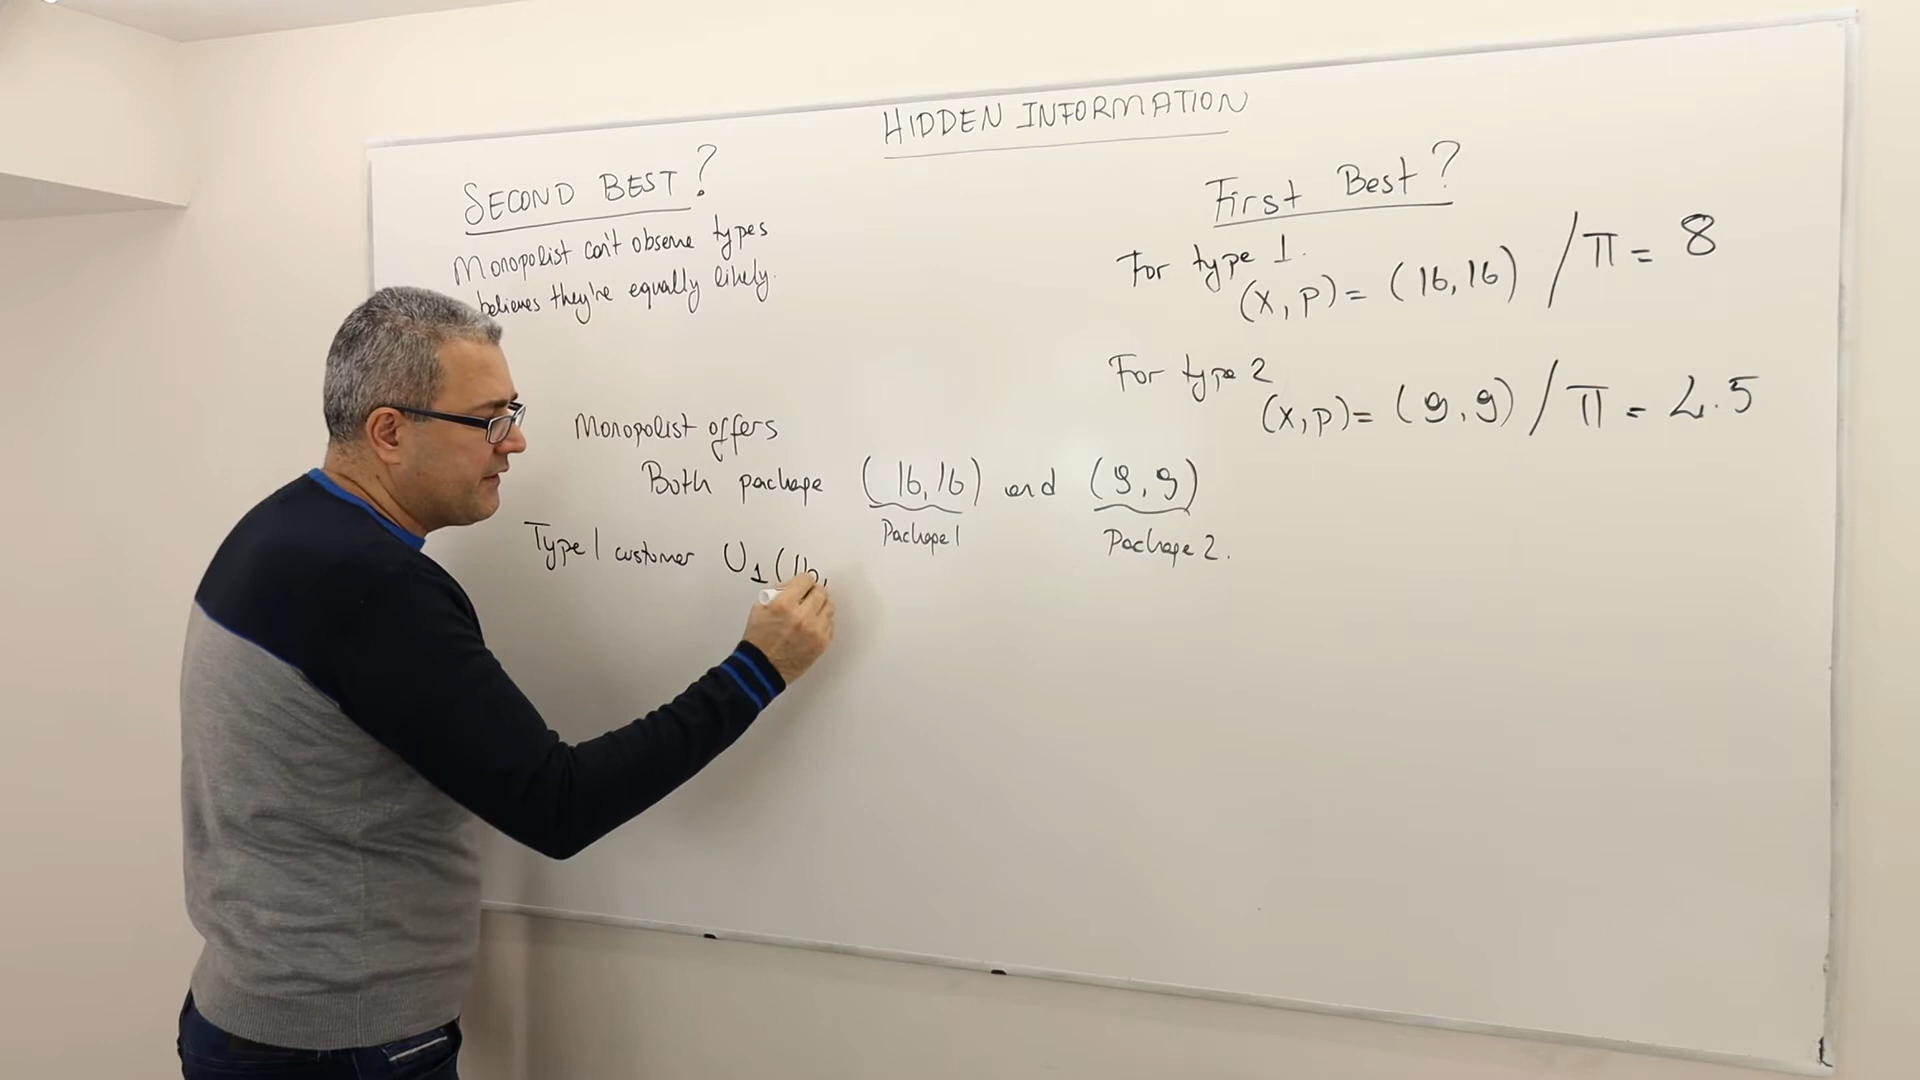 HIDDEN INFORMATION
SECOND BEST?
Monopolist can't observe types
believes they're equally likely.
First Best?
For type 1.
(x, p) = (16, 16) / π = 8
For type 2
(x, p) = (9, 9) / π = 4.5
Monopolist offers
Both package (16, 16) and (9, 9)
Package 1
Package 2.
Type 1 customer U₁(16,